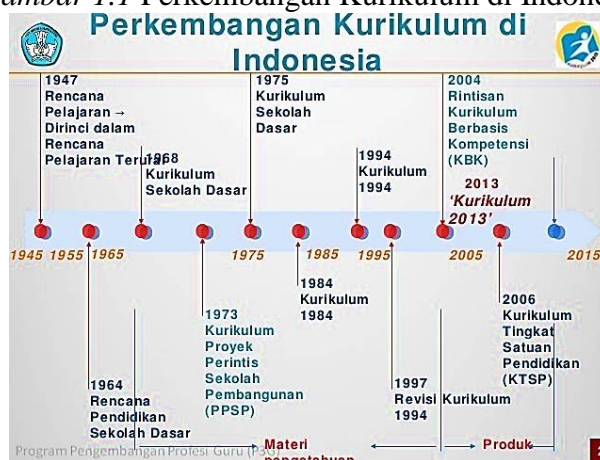 Gambar 1.1 Perkembangan Kurikulum di Indone
Perkembangan Kurikulum di
Indonesia
1947
Rencana
Pelajaran →
Dirinci dalam
Rencana
Pelajaran Terurai
1968
Kurikulum
Sekolah Dasar
1975
Kurikulum
Sekolah
Dasar
1994
Kurikulum
1994
2004
Rintisan
Kurikulum
Berbasis
Kompetensi
(KBK)
2013
'Kurikulum
2013'
1945 1955 1965 1975 1985 1995 2005 2015
1964
Rencana
Pendidikan
Sekolah Dasar
1973
Kurikulum
Proyek
Perintis
Sekolah
Pembangunan
(PPSP)
1984
Kurikulum
1984
1997
Revisi Kurikulum
1994
2006
Kurikulum
Tingkat
Satuan
Pendidikan
(KTSP)
Program Pengembangan Profesi Guru (P3G)
Materi
pengetahuan
Produk
2